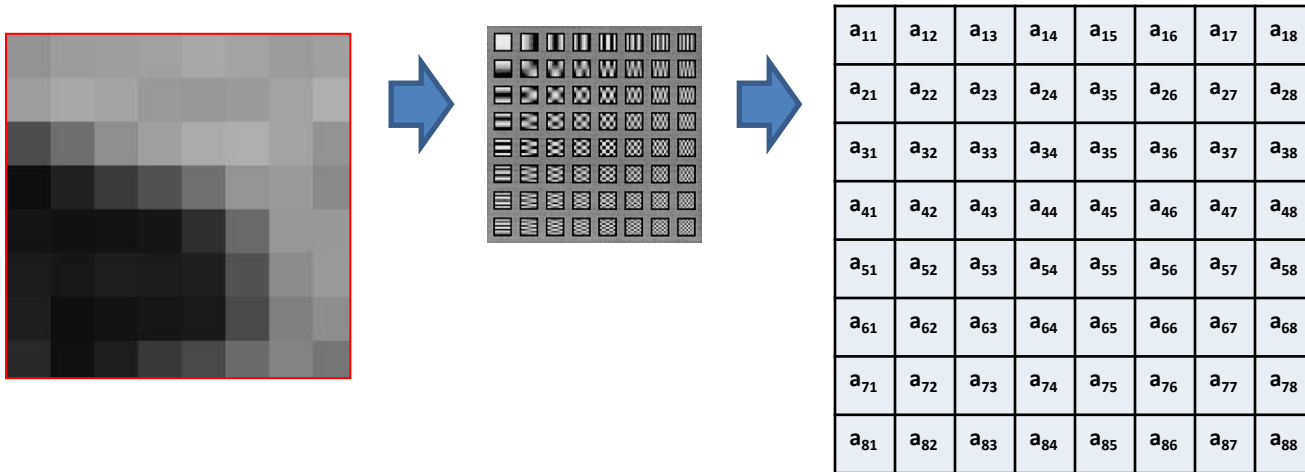 a11 a12 a13 a14 a15 a16 a17 a18
a21 a22 a23 a24 a35 a26 a27 a28
a31 a32 a33 a34 a35 a36 a37 a38
a41 a42 a43 a44 a45 a46 a47 a48
a51 a52 a53 a54 a55 a56 a57 a58
a61 a62 a63 a64 a65 a66 a67 a68
a71 a72 a73 a74 a75 a76 a77 a78
a81 a82 a83 a84 a85 a86 a87 a88